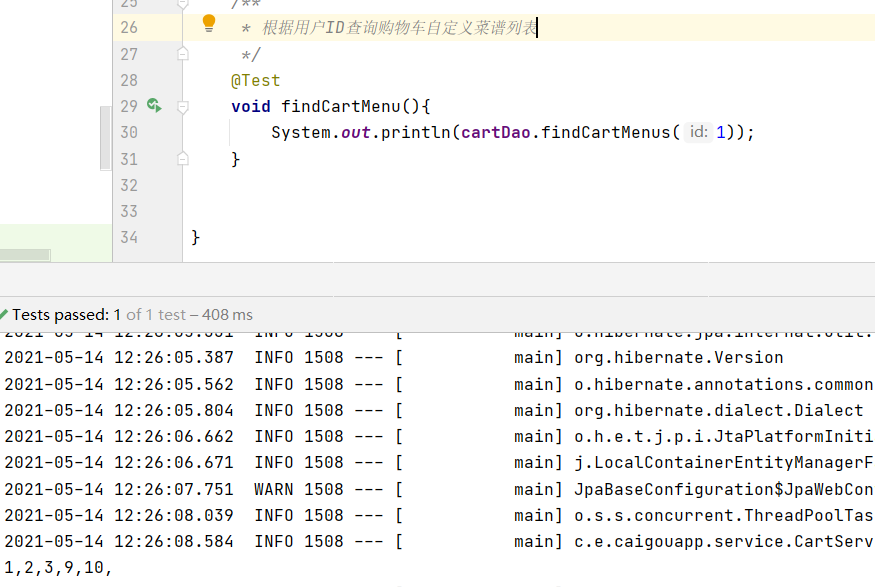 25 /**
26 * 根据用户ID查询购物车自定义菜谱列表
27 */
28 @Test
29 void findCartMenu(){
30 System.out.println(cartDao.findCartMenus( id: 1));
31 }
32
33
34 }
Tests passed: 1 of 1 test – 408 ms
2021-05-14 12:26:05.387 INFO 1508 --- [ main] org.hibernate.Version
2021-05-14 12:26:05.562 INFO 1508 --- [ main] o.hibernate.annotations.common
2021-05-14 12:26:05.804 INFO 1508 --- [ main] org.hibernate.dialect.Dialect
2021-05-14 12:26:06.662 INFO 1508 --- [ main] o.h.e.t.j.p.i.JtaPlatformIniti
2021-05-14 12:26:06.671 INFO 1508 --- [ main] j.LocalContainerEntityManagerF
2021-05-14 12:26:07.751 WARN 1508 --- [ main] JpaBaseConfiguration$JpaWebCon
2021-05-14 12:26:08.039 INFO 1508 --- [ main] o.s.s.concurrent.ThreadPoolTas
2021-05-14 12:26:08.584 INFO 1508 --- [ main] c.e.caigouapp.service.CartServ
1,2,3,9,10,